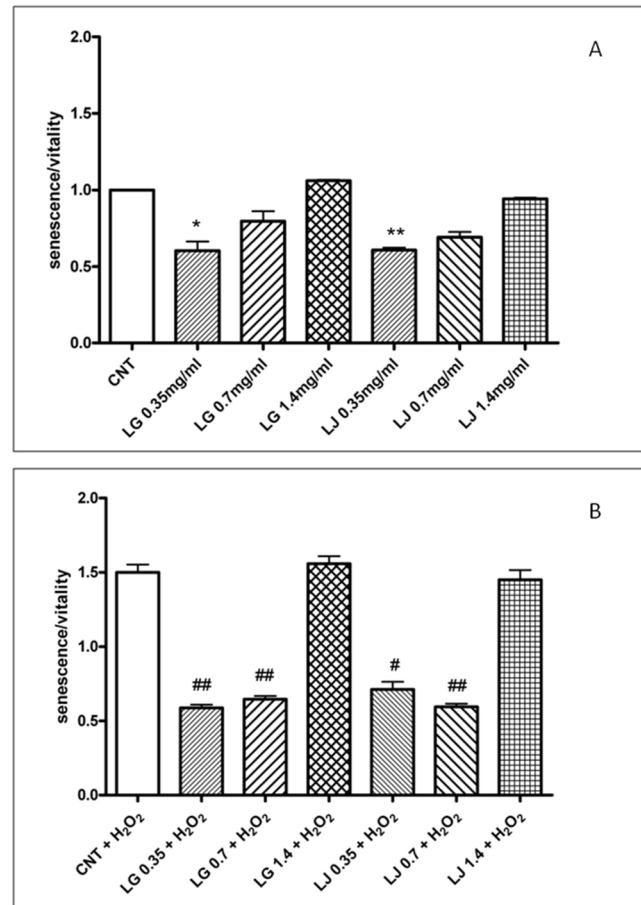 A
2.0
1.5
1.0
0.5
0.0
senescence/vitality
*
**
CNT
LG 0.35mg/ml
LG 0.7mg/ml
LG 1.4mg/ml
LJ 0.35mg/ml
LJ 0.7mg/ml
LJ 1.4mg/ml
B
2.0
1.5
1.0
0.5
0.0
senescence/vitality
##
##
#
##
CNT + H₂O₂
LG 0.35 + H₂O₂
LG 0.7 + H₂O₂
LG 1.4 + H₂O₂
LJ 0.35 + H₂O₂
LJ 0.7 + H₂O₂
LJ 1.4 + H₂O₂